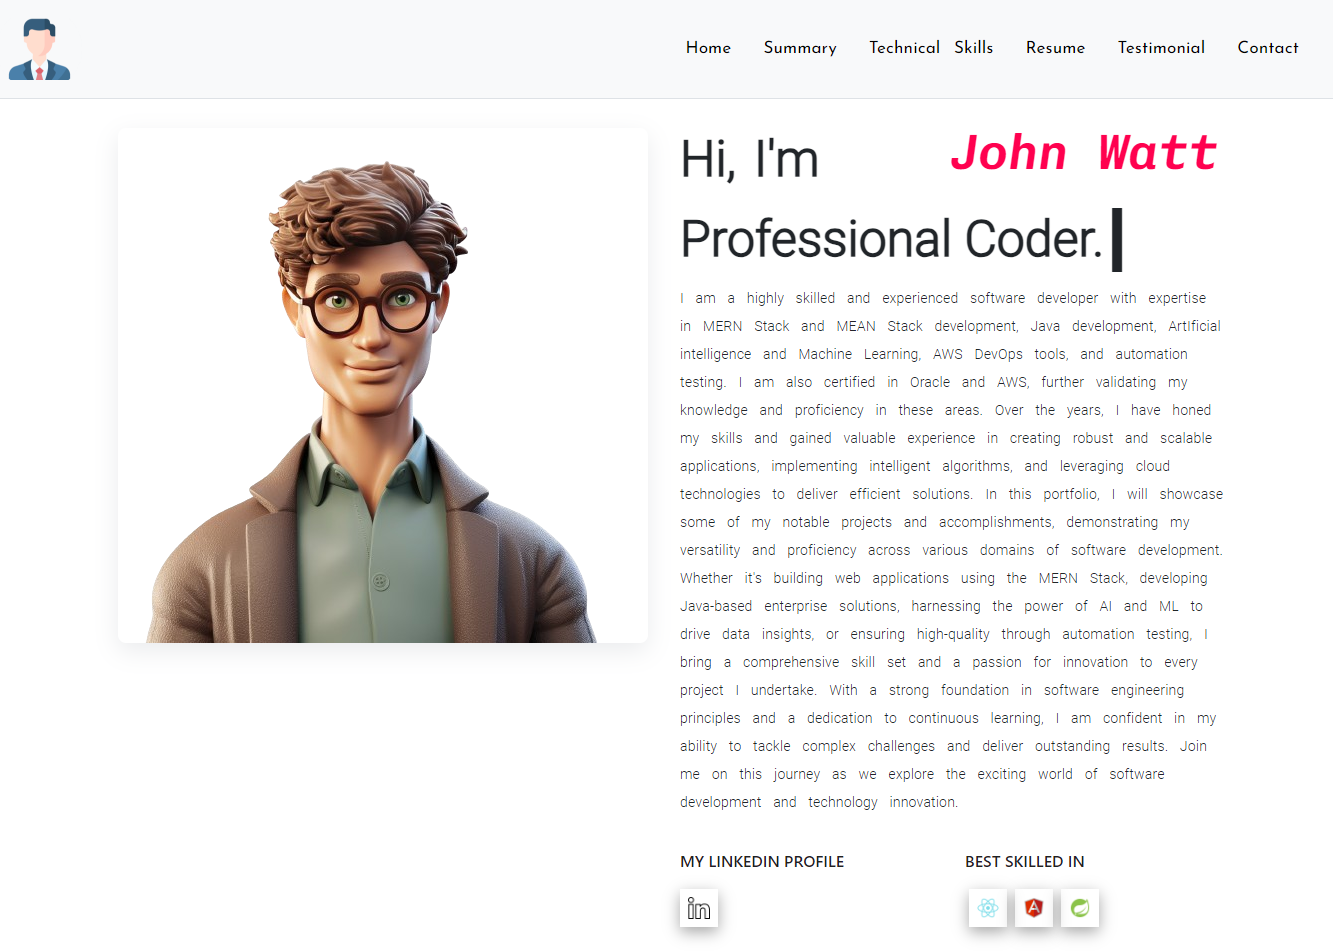 Home Summary Technical Skills Resume Testimonial Contact
Hi, I'm John Watt
Professional Coder.
I am a highly skilled and experienced software developer with expertise
in MERN Stack and MEAN Stack development, Java development, ArtIficial
intelligence and Machine Learning, AWS DevOps tools, and automation
testing. I am also certified in Oracle and AWS, further validating my
knowledge and proficiency in these areas. Over the years, I have honed
my skills and gained valuable experience in creating robust and scalable
applications, implementing intelligent algorithms, and leveraging cloud
technologies to deliver efficient solutions. In this portfolio, I will showcase
some of my notable projects and accomplishments, demonstrating my
versatility and proficiency across various domains of software development.
Whether it's building web applications using the MERN Stack, developing
Java-based enterprise solutions, harnessing the power of AI and ML to
drive data insights, or ensuring high-quality through automation testing, I
bring a comprehensive skill set and a passion for innovation to every
project I undertake. With a strong foundation in software engineering
principles and a dedication to continuous learning, I am confident in my
ability to tackle complex challenges and deliver outstanding results. Join
me on this journey as we explore the exciting world of software
development and technology innovation.
MY LINKEDIN PROFILE BEST SKILLED IN
in